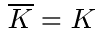 $\overline{K} = K$